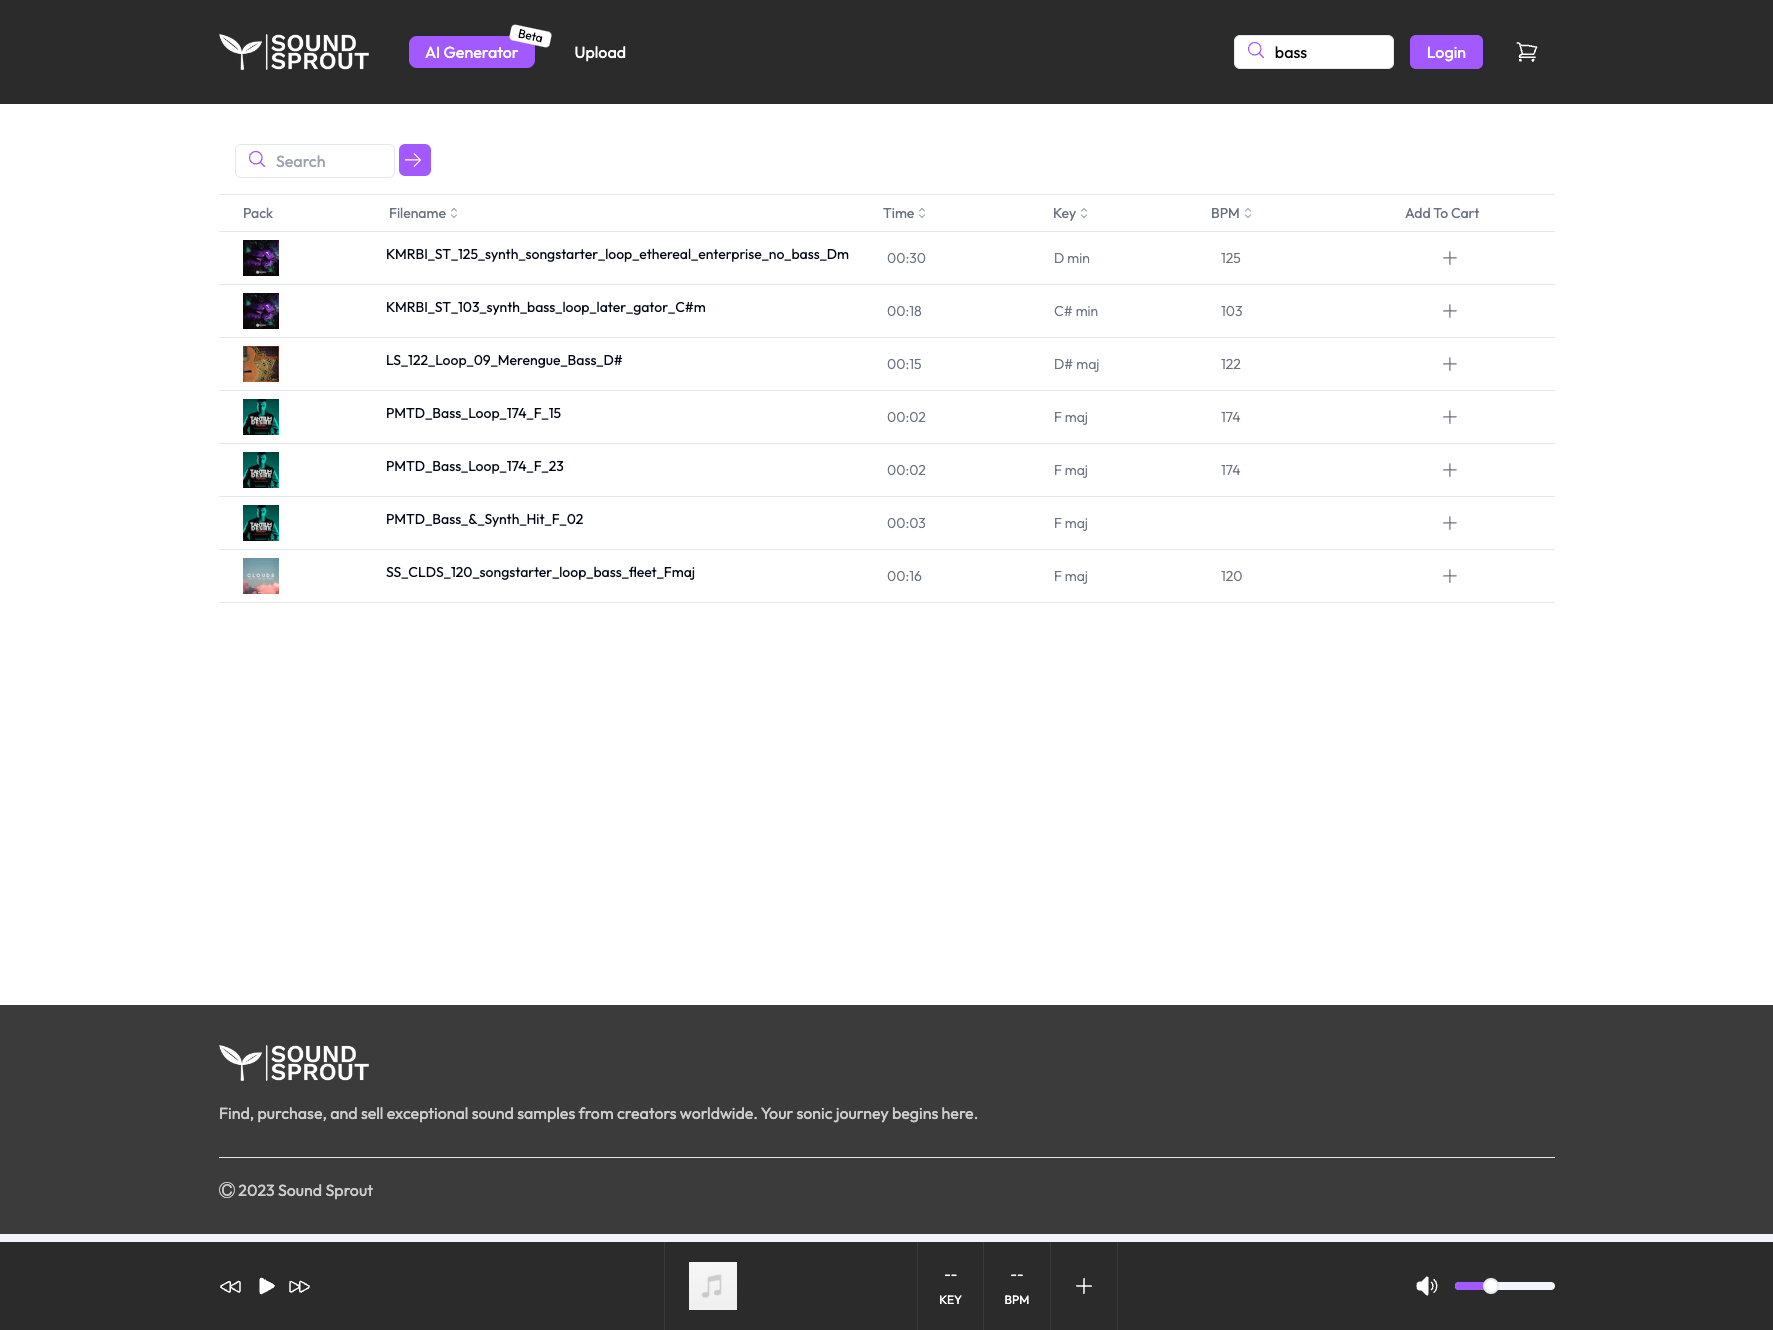 SOUND
SPROUT
AI Generator
Beta
Upload
bass
Login
Search
Pack Filename Time Key BPM Add To Cart
KMRBI_ST_125_synth_songstarter_loop_ethereal_enterprise_no_bass_Dm 00:30 D min 125
KMRBI_ST_103_synth_bass_loop_later_gator_C#m 00:18 C# min 103
LS_122_Loop_09_Merengue_Bass_D# 00:15 D# maj 122
PMTD_Bass_Loop_174_F_15 00:02 F maj 174
PMTD_Bass_Loop_174_F_23 00:02 F maj 174
PMTD_Bass_&_Synth_Hit_F_02 00:03 F maj
CLOUDS
SS_CLDS_120_songstarter_loop_bass_fleet_Fmaj 00:16 F maj 120
SOUND
SPROUT
Find, purchase, and sell exceptional sound samples from creators worldwide. Your sonic journey begins here.
© 2023 Sound Sprout
-- --
KEY BPM